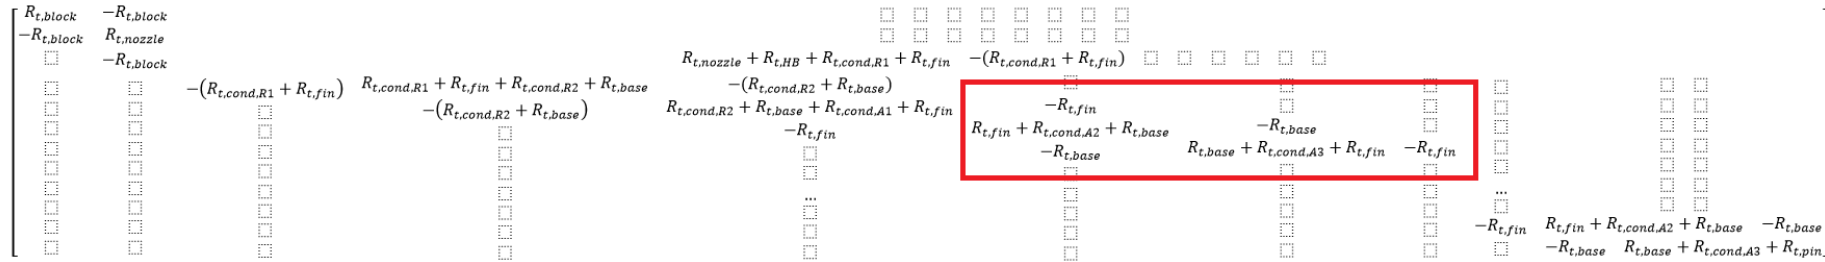 R_{t,block} −R_{t,block}
−R_{t,block} R_{t,nozzle}
−R_{t,block} R_{t,nozzle} + R_{t,HB} + R_{t,cond,R1} + R_{t,fin} −(R_{t,cond,R1} + R_{t,fin})
−(R_{t,cond,R1} + R_{t,fin}) R_{t,cond,R1} + R_{t,fin} + R_{t,cond,R2} + R_{t,base} −(R_{t,cond,R2} + R_{t,base})
−(R_{t,cond,R2} + R_{t,base}) R_{t,cond,R2} + R_{t,base} + R_{t,cond,A1} + R_{t,fin} −R_{t,fin}
−R_{t,fin} R_{t,fin} + R_{t,cond,A2} + R_{t,base} −R_{t,base}
−R_{t,base} R_{t,base} + R_{t,cond,A3} + R_{t,fin} −R_{t,fin}
... ...
−R_{t,fin} R_{t,fin} + R_{t,cond,A2} + R_{t,base} −R_{t,base}
−R_{t,base} R_{t,base} + R_{t,cond,A3} + R_{t,pin}